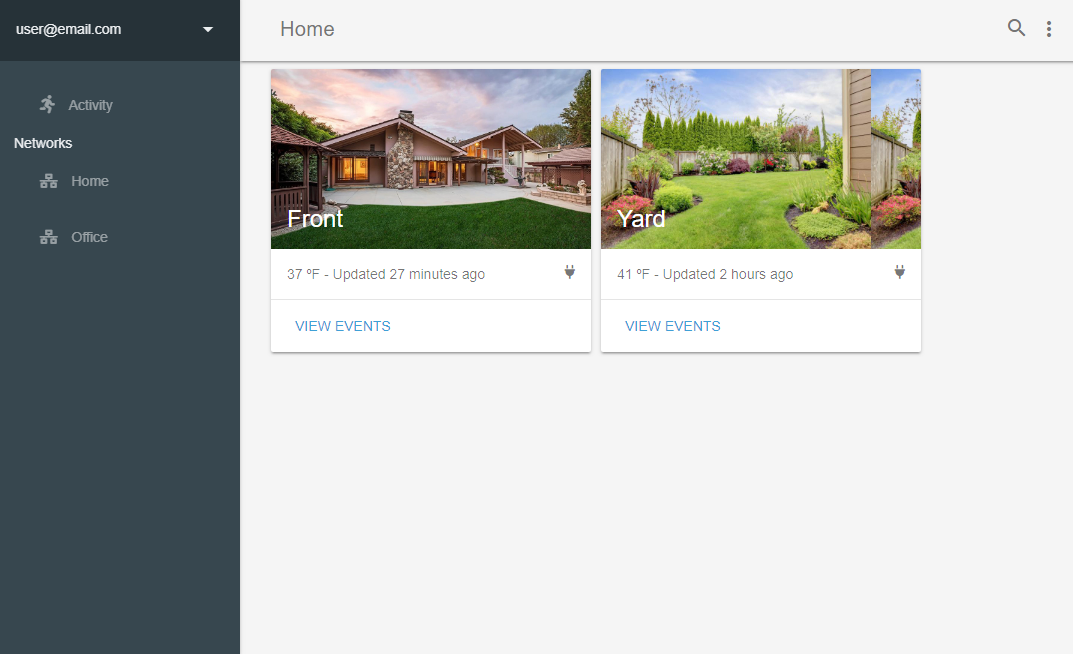 user@email.com
Home
Activity
Networks
Home
Office
Front
37 ºF - Updated 27 minutes ago
VIEW EVENTS
Yard
41 ºF - Updated 2 hours ago
VIEW EVENTS